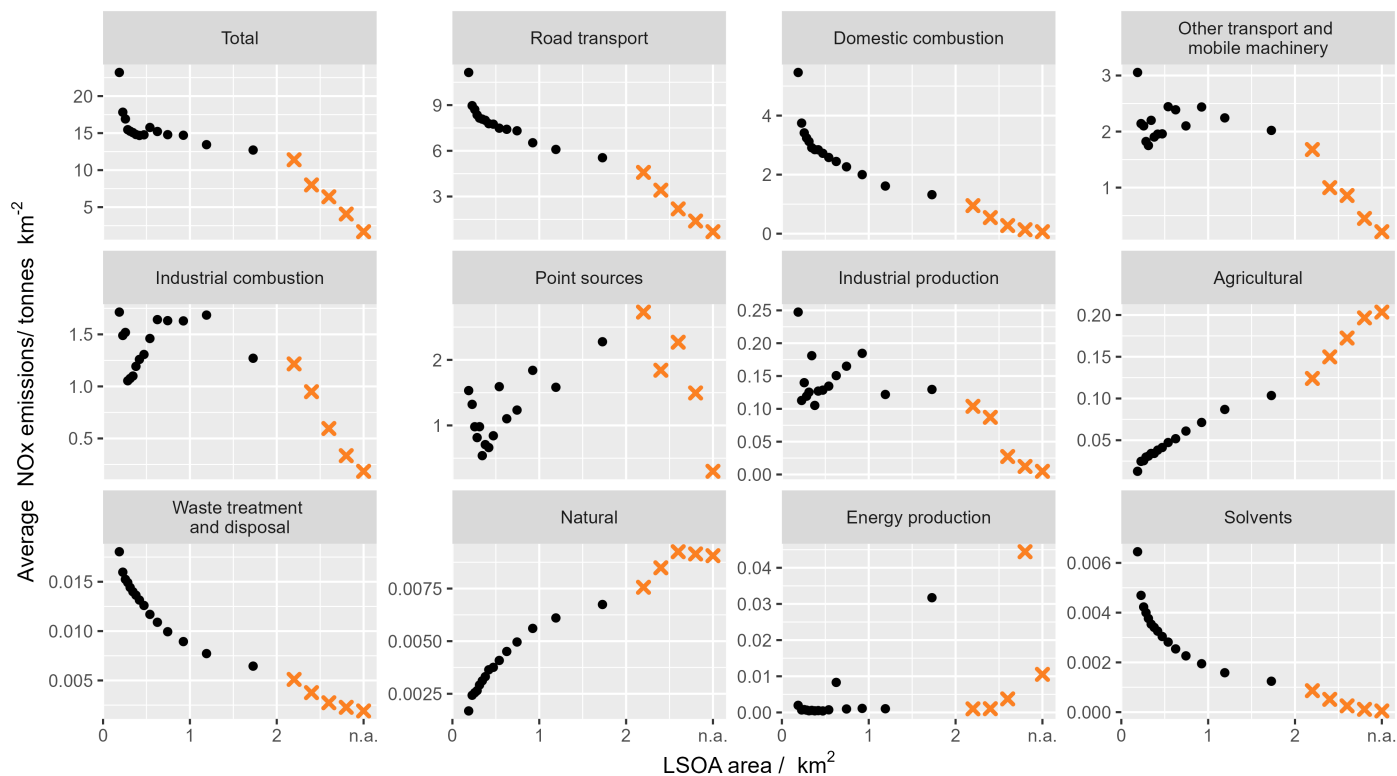 Total
Road transport
Domestic combustion
Other transport and
mobile machinery
20
15
10
5
9
6
3
4
2
0
3
2
1
Industrial combustion
Point sources
Industrial production
Agricultural
1.5
1.0
0.5
2
1
0.25
0.20
0.15
0.10
0.05
0.00
0.20
0.15
0.10
0.05
Waste treatment
and disposal
Natural
Energy production
Solvents
0.015
0.010
0.005
0.0075
0.0050
0.0025
0.04
0.03
0.02
0.01
0.00
0.006
0.004
0.002
0.000
0 1 2 n.a.
0 1 2 n.a.
0 1 2 n.a.
0 1 2 n.a.
LSOA area / km²
Average NOx emissions/ tonnes km⁻²